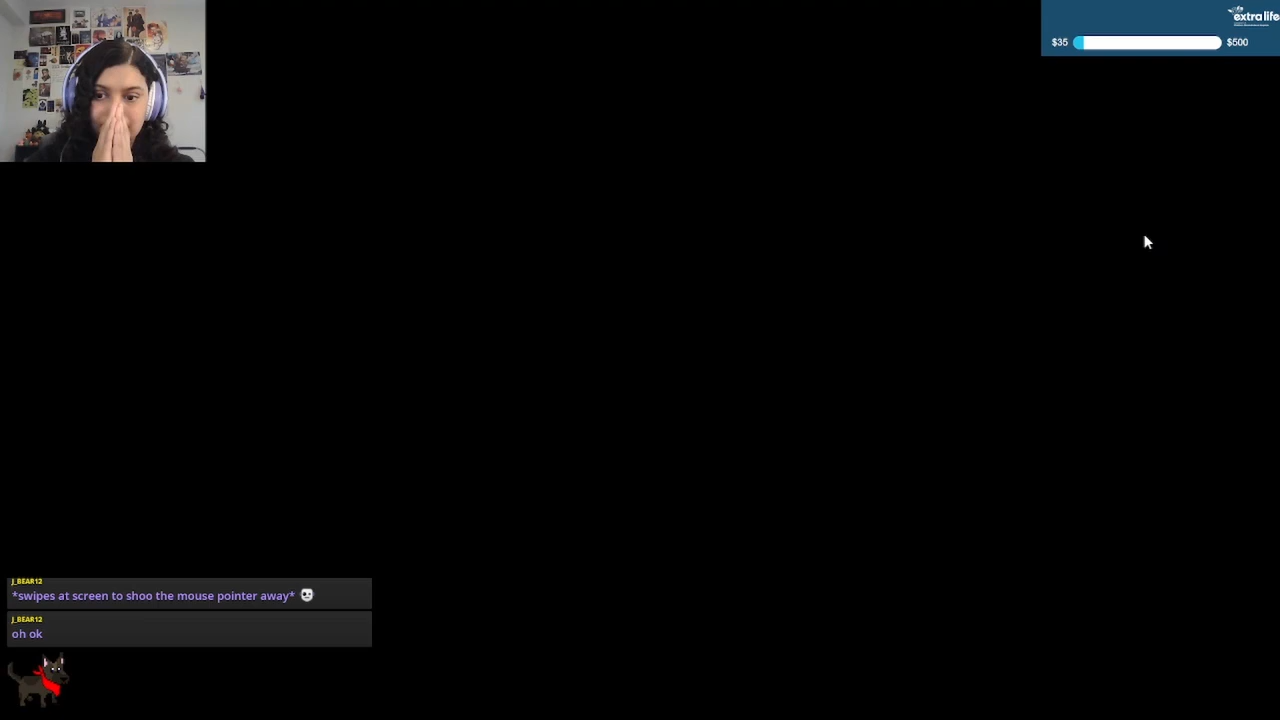 extra life
$35
$500
J_BEAR12
*swipes at screen to shoo the mouse pointer away*
J_BEAR12
oh ok